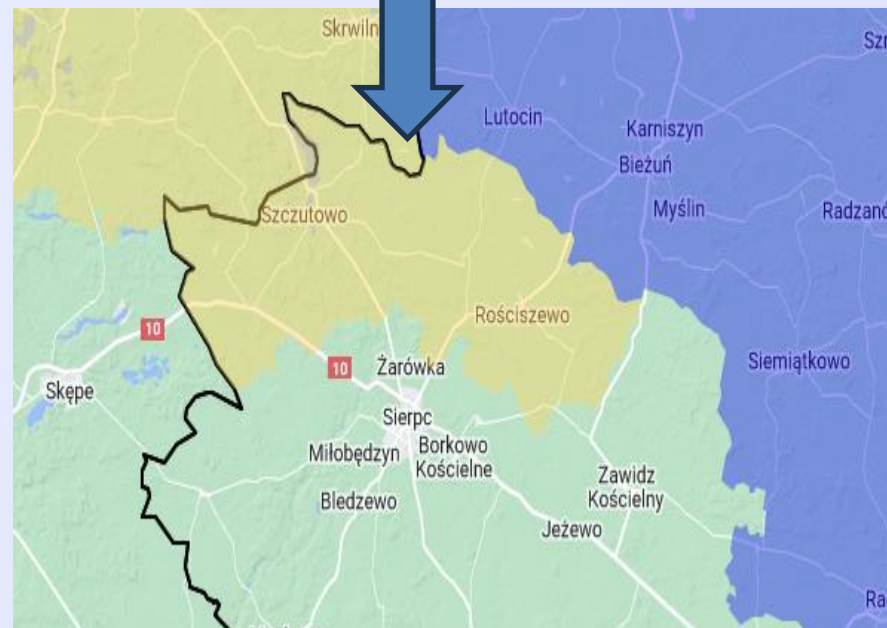 Skrwiln
Lutocin
Karniszyn
Bieżuń
Myślin
Szczutowo
Rościszewo
10
10
Żarówka
Siemiątkowo
Skępe
Sierpc
Miłobędzyn
Borkowo
Kościelne
Zawidz
Kościelny
Bledzewo
Jeżewo